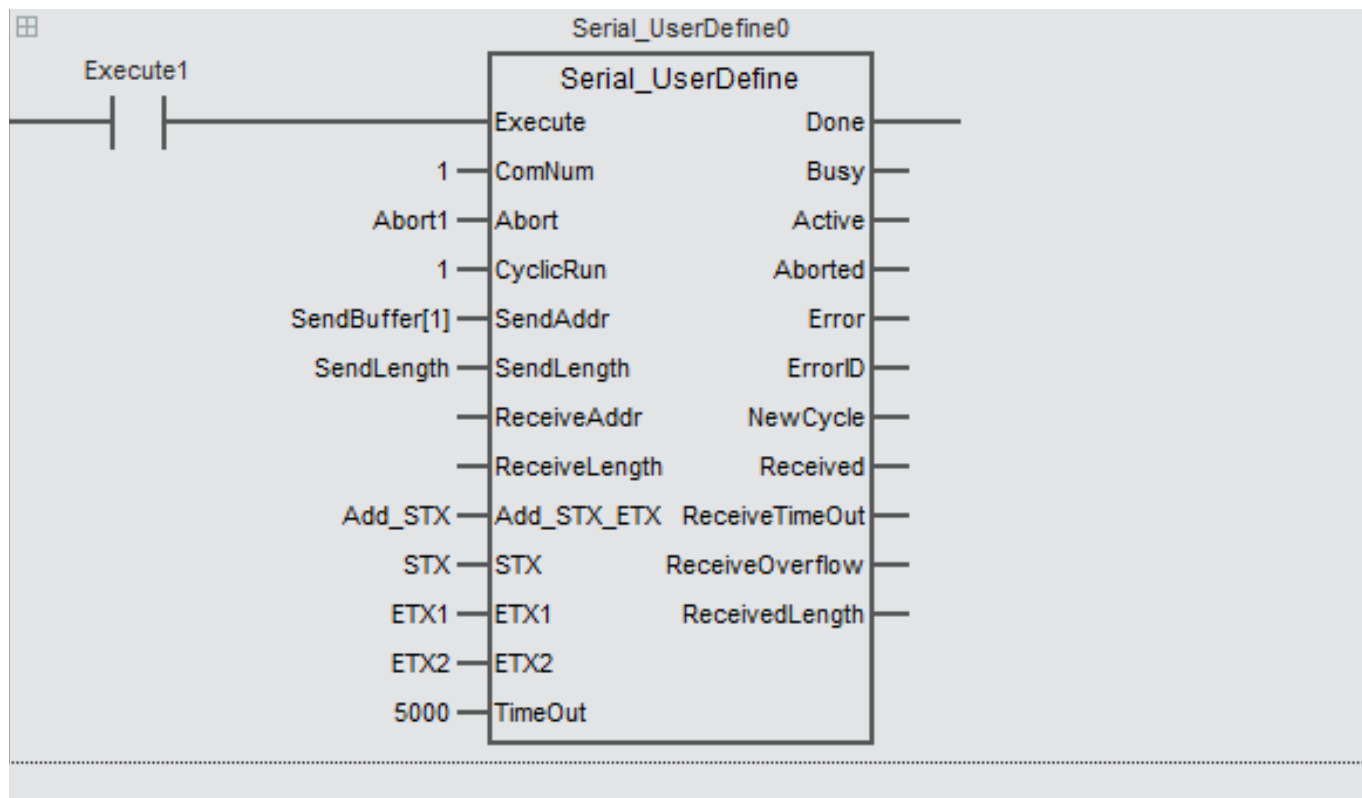 Serial_UserDefine0
Execute1
Serial_UserDefine
Execute Done
1 ComNum Busy
Abort1 Abort Active
1 CyclicRun Aborted
SendBuffer[1] SendAddr Error
SendLength SendLength ErrorID
ReceiveAddr NewCycle
ReceiveLength Received
Add_STX Add_STX_ETX ReceiveTimeOut
STX STX ReceiveOverflow
ETX1 ETX1 ReceivedLength
ETX2 ETX2
5000 TimeOut